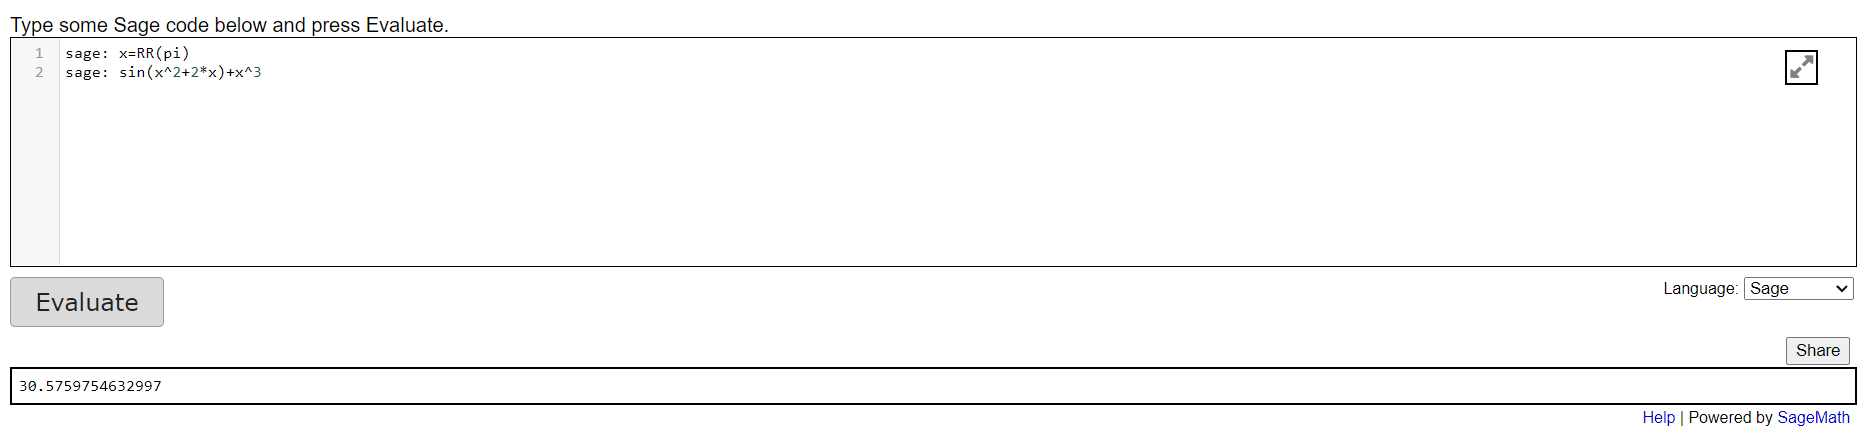 Type some Sage code below and press Evaluate.
1 sage: x=RR(pi)
2 sage: sin(x^2+2*x)+x^3
Evaluate
Language: Sage
Share
30.5759754632997
Help | Powered by SageMath